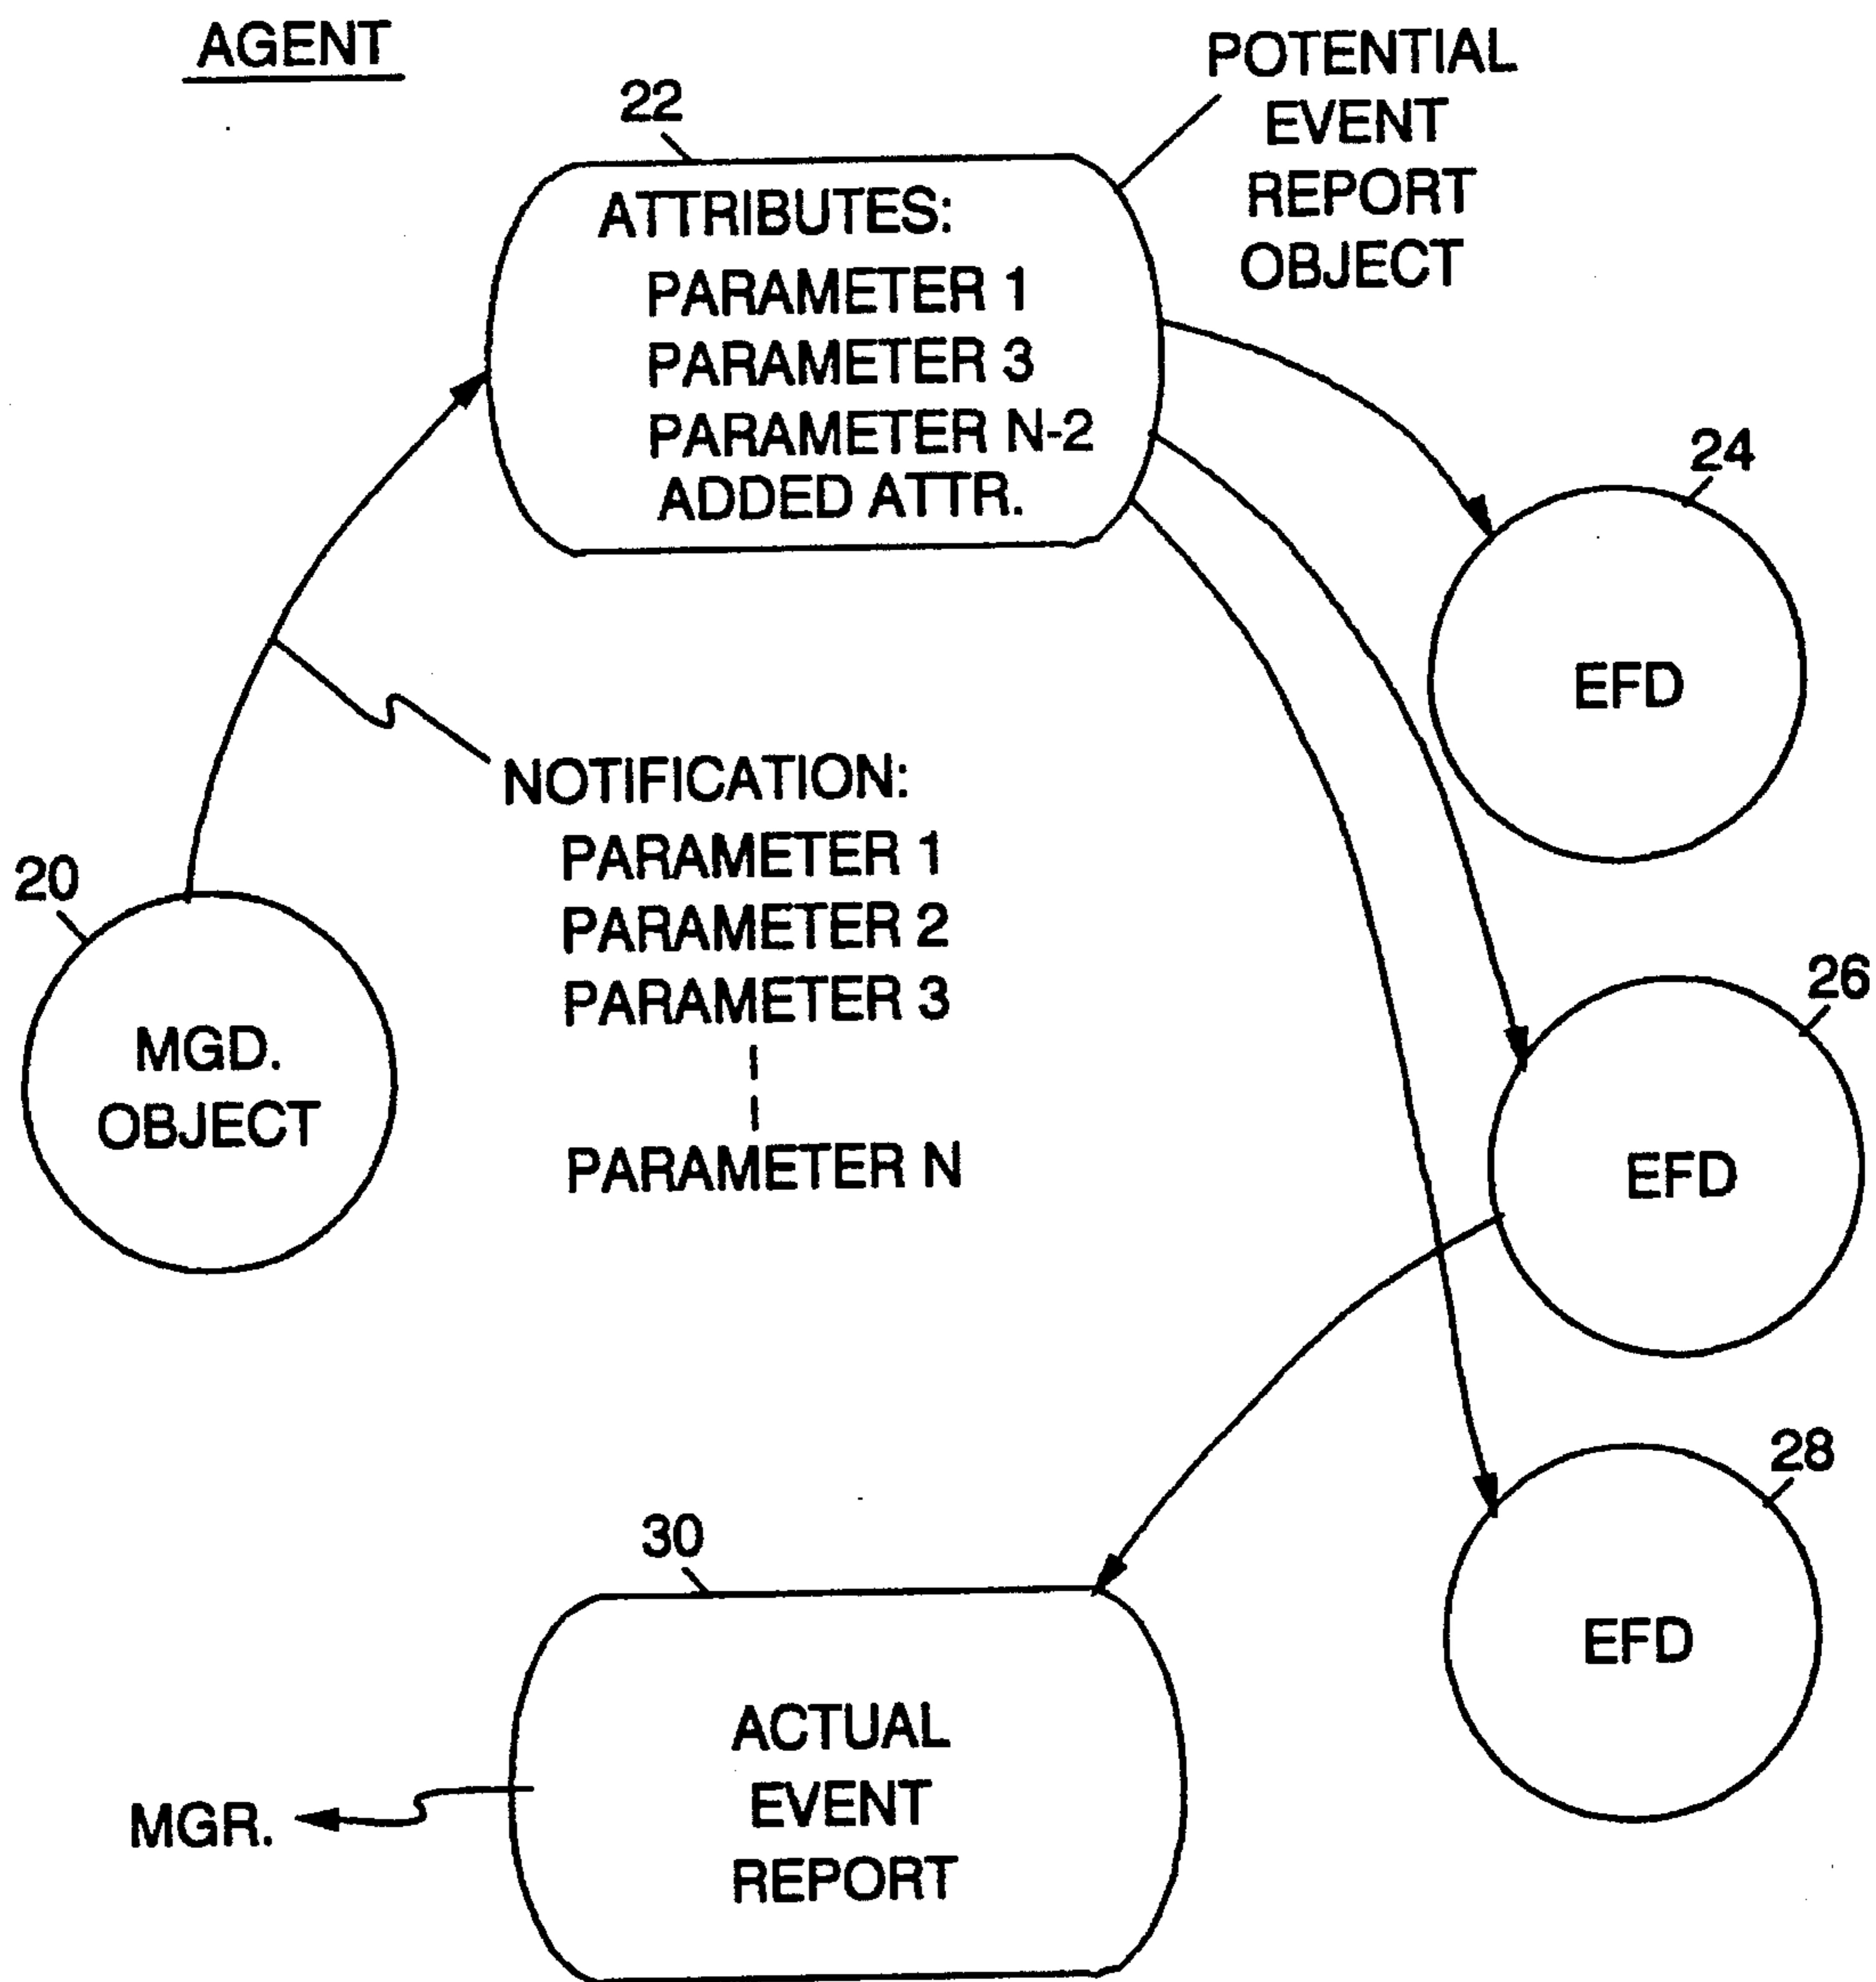 AGENT
22
POTENTIAL
EVENT
REPORT
OBJECT
ATTRIBUTES:
PARAMETER 1
PARAMETER 3
PARAMETER N-2
ADDED ATTR.
24
EFD
NOTIFICATION:
PARAMETER 1
PARAMETER 2
PARAMETER 3
PARAMETER N
20
MGD.
OBJECT
26
EFD
28
EFD
30
ACTUAL
EVENT
REPORT
MGR.